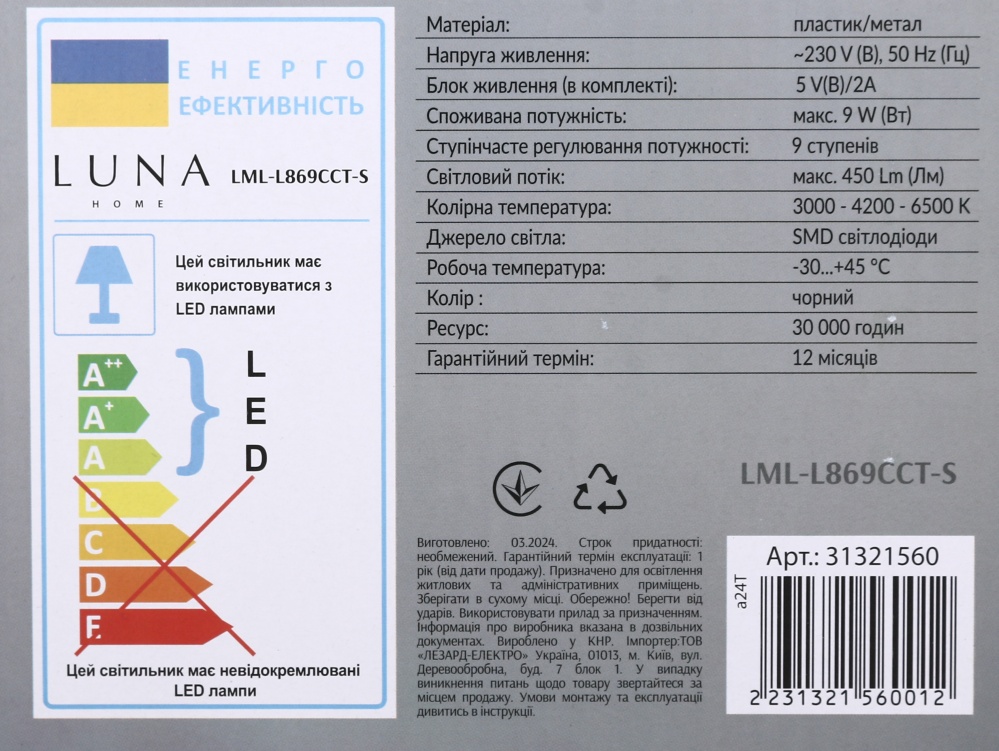 ЕНЕРГО
ЕФЕКТИВНІСТЬ
LUNA LML-L869CCT-S
HOME
Цей світильник має
використовуватися з
LED лампами
A++
A+
A
B
C
D
E
L
E
D
Цей світильник має невідокремлювані
LED лампи
Матеріал: пластик/метал
Напруга живлення: ~230 V (В), 50 Hz (Гц)
Блок живлення (в комплекті): 5 V(В)/2A
Споживана потужність: макс. 9 W (Вт)
Ступінчасте регулювання потужності: 9 ступенів
Світловий потік: макс. 450 Lm (Лм)
Колірна температура: 3000 - 4200 - 6500 K
Джерело світла: SMD світлодіоди
Робоча температура: -30...+45 °C
Колір : чорний
Ресурс: 30 000 годин
Гарантійний термін: 12 місяців
Виготовлено: 03.2024. Строк придатності:
необмежений. Гарантійний термін експлуатації: 1
рік (від дати продажу). Призначено для освітлення
житлових та адміністративних приміщень.
Зберігати в сухому місці. Обережно! Берегти від
ударів. Використовувати прилад за призначенням.
Інформація про виробника вказана в дозвільних
документах. Вироблено у КНР. Імпортер:ТОВ
«ЛЕЗАРД-ЕЛЕКТРО» Україна, 01013, м. Київ, вул.
Деревообробна, буд. 7 блок 1. У випадку
виникнення питань щодо товару звертайтеся за
місцем продажу. Умови монтажу та експлуатації
дивитись в інструкції.
LML-L869CCT-S
Арт.: 31321560
a24T
2 231321 560012